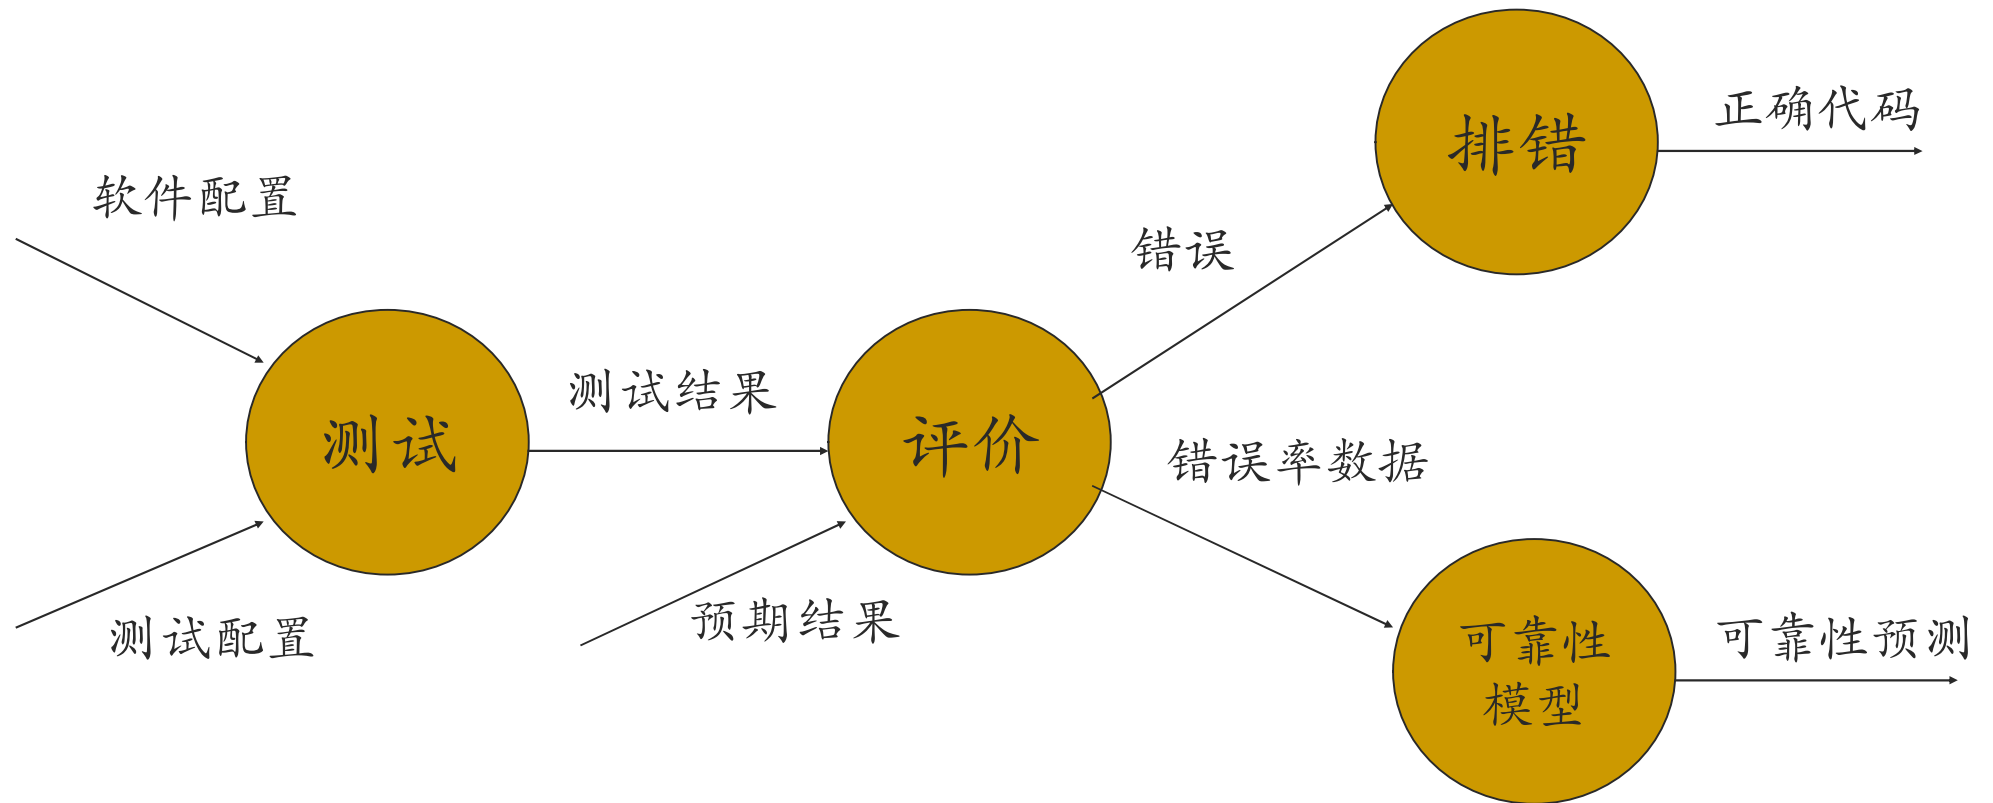 软件配置
测试配置
测试
测试结果
预期结果
评价
错误
错误率数据
排错
正确代码
可靠性
模型
可靠性预测